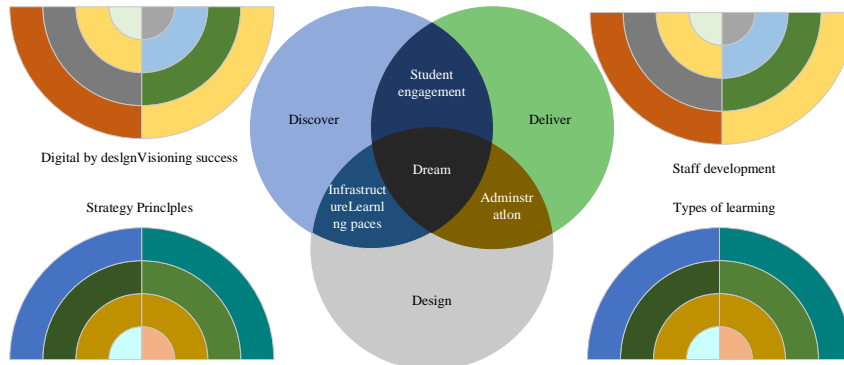 Student
engagement
Discover
Deliver
Digital by deslgnVisioning success
Dream
Staff development
Infrastruct
ureLearnl
ng paces
Adminstr
atlon
Strategy Princlples
Types of learming
Design